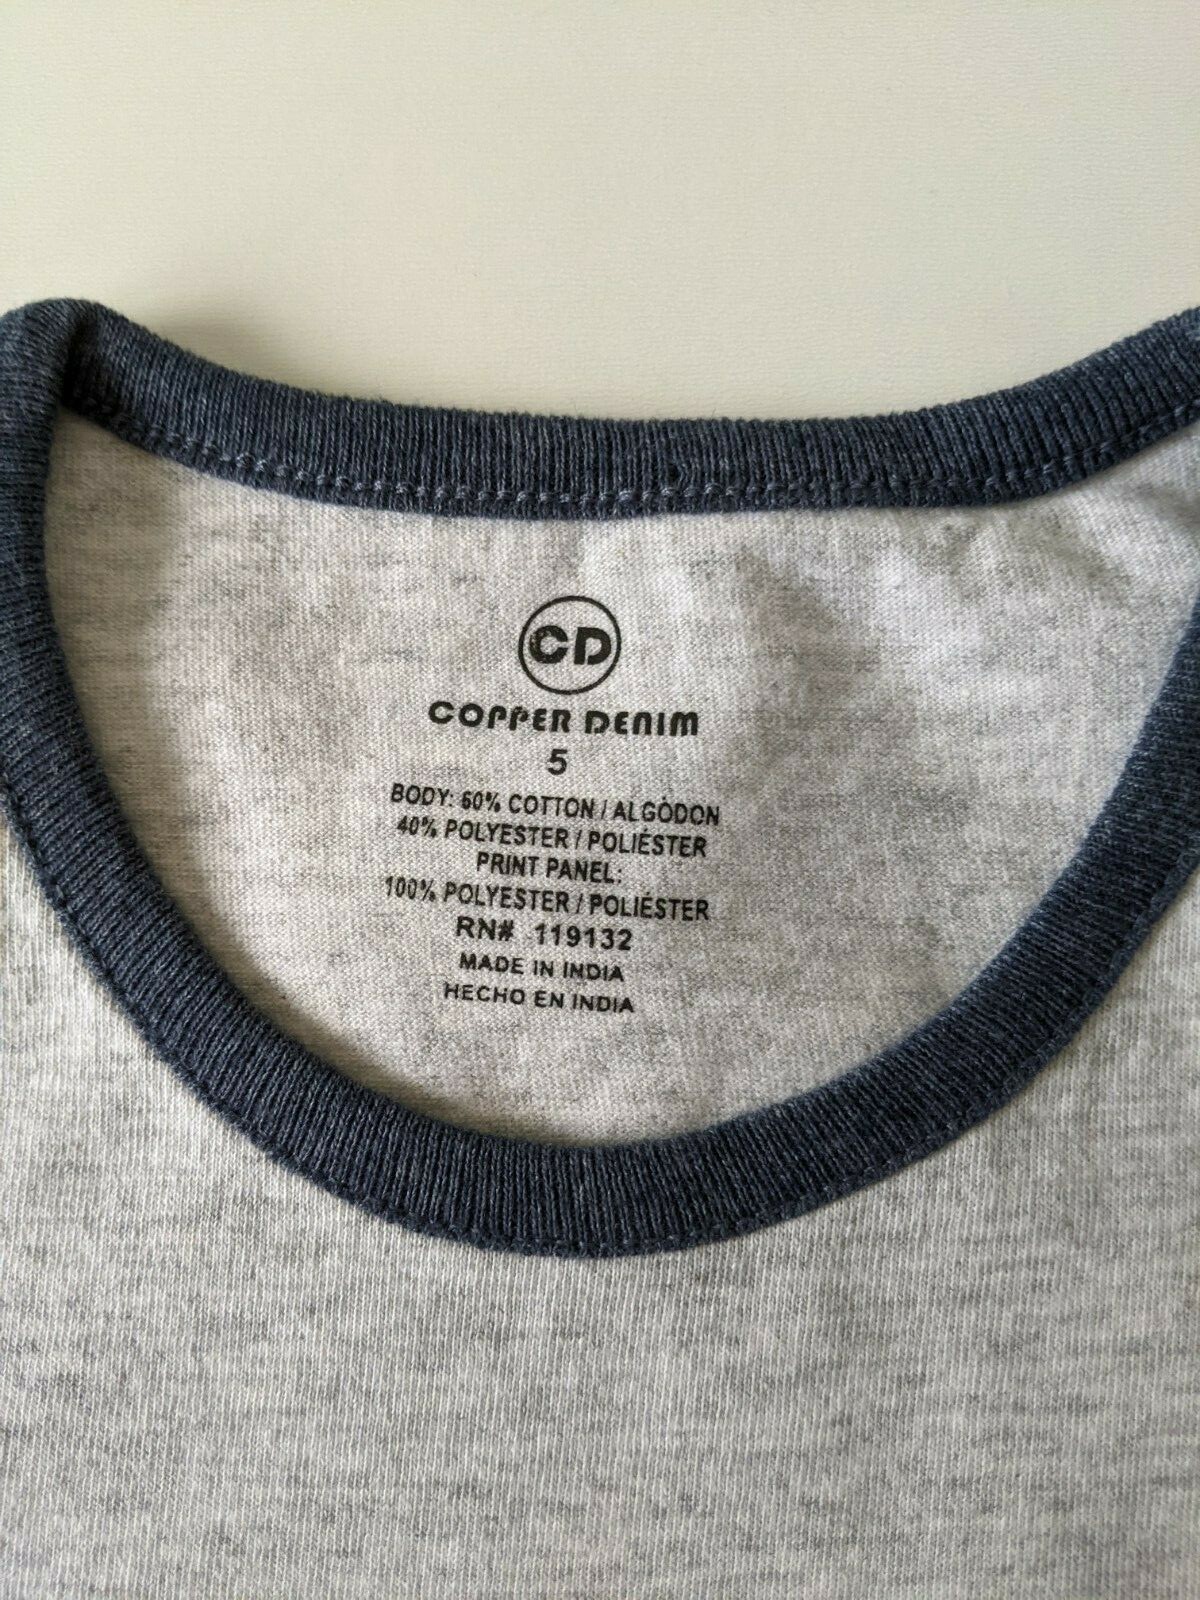 CD
COPPER DENIM
5
BODY: 60% COTTON / ALGÓDON
40% POLYESTER / POLIÉSTER
PRINT PANEL:
100% POLYESTER / POLIÉSTER
RN# 119132
MADE IN INDIA
HECHO EN INDIA